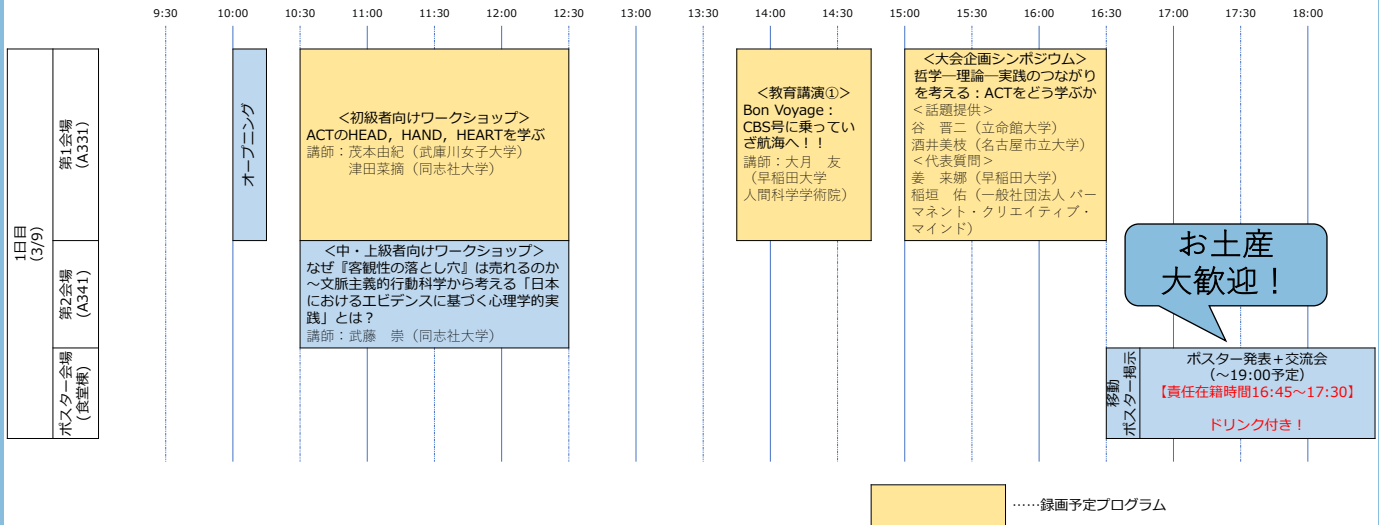 9:30 10:00 10:30 11:00 11:30 12:00 12:30 13:00 13:30 14:00 14:30 15:00 15:30 16:00 16:30 17:00 17:30 18:00
1日目
(3/9)
第1会場
(A331)
オープニング
＜初級者向けワークショップ＞
ACTのHEAD，HAND，HEARTを学ぶ
講師：茂本由紀（武庫川女子大学）
津田菜摘（同志社大学）
＜教育講演①＞
Bon Voyage：
CBS号に乗ってい
ざ航海へ！！
講師：大月　友
（早稲田大学
人間科学学術院）
＜大会企画シンポジウム＞
哲学―理論―実践のつながり
を考える：ACTをどう学ぶか
＜話題提供＞
谷　晋二（立命館大学）
酒井美枝（名古屋市立大学）
＜代表質問＞
姜　来娜（早稲田大学）
稲垣　佑（一般社団法人 パー
マネント・クリエイティブ・
マインド）
第2会場
(A341)
＜中・上級者向けワークショップ＞
なぜ『客観性の落とし穴』は売れるのか
～文脈主義的行動科学から考える「日本
におけるエビデンスに基づく心理学的実
践」とは？
講師：武藤　崇（同志社大学）
お土産
大歓迎！
ポスター会場
(食堂棟)
移動
ポスター掲示
ポスター発表＋交流会
（～19:00予定）
【責任在籍時間16:45～17:30】
ドリンク付き！
……録画予定プログラム